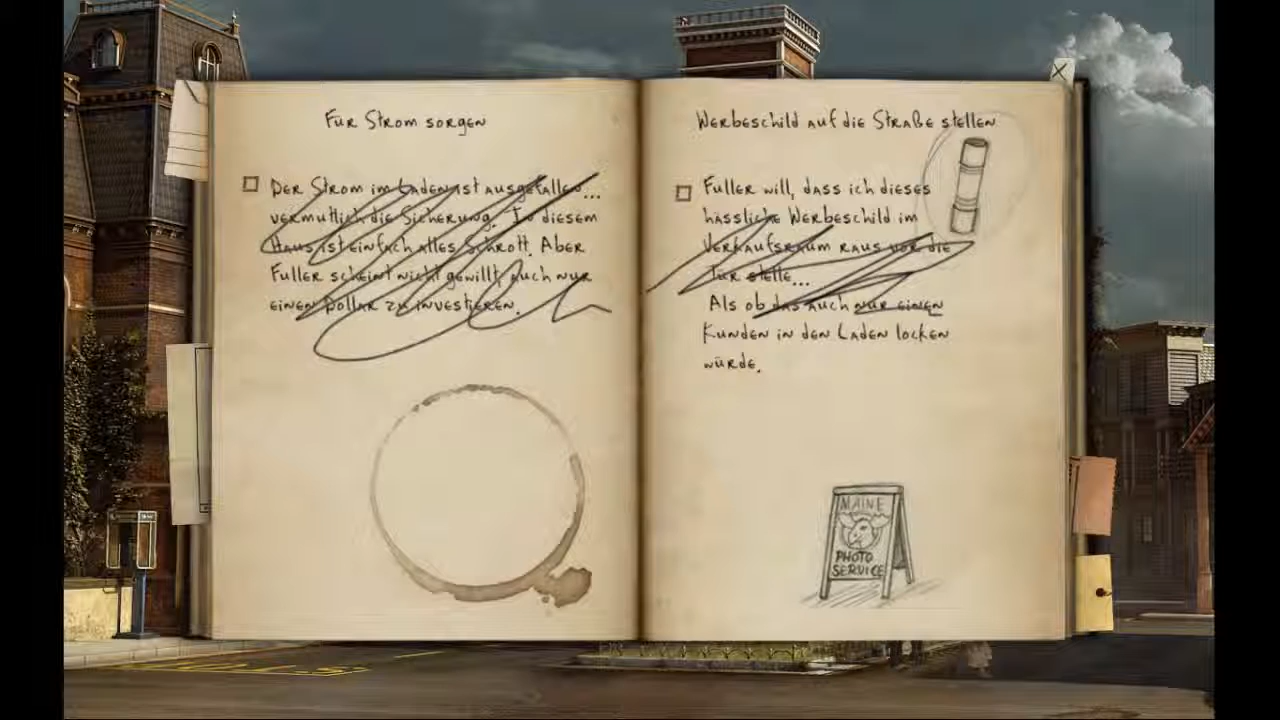 Für Strom sorgen
Der Strom im Laden ist ausgefallen...
vermutlich die Sicherung. In diesem
Haus ist einfach alles Schrott. Aber
Fuller scheint nicht gewillt, auch nur
einen Dollar zu investieren.
Werbeschild auf die Straße stellen
Fuller will, dass ich dieses
hässliche Werbeschild im
Verkaufsraum raus vor die
Tür stelle...
Als ob das auch nur einen
Kunden in den Laden locken
würde.
MAINE
PHOTO
SERVICE